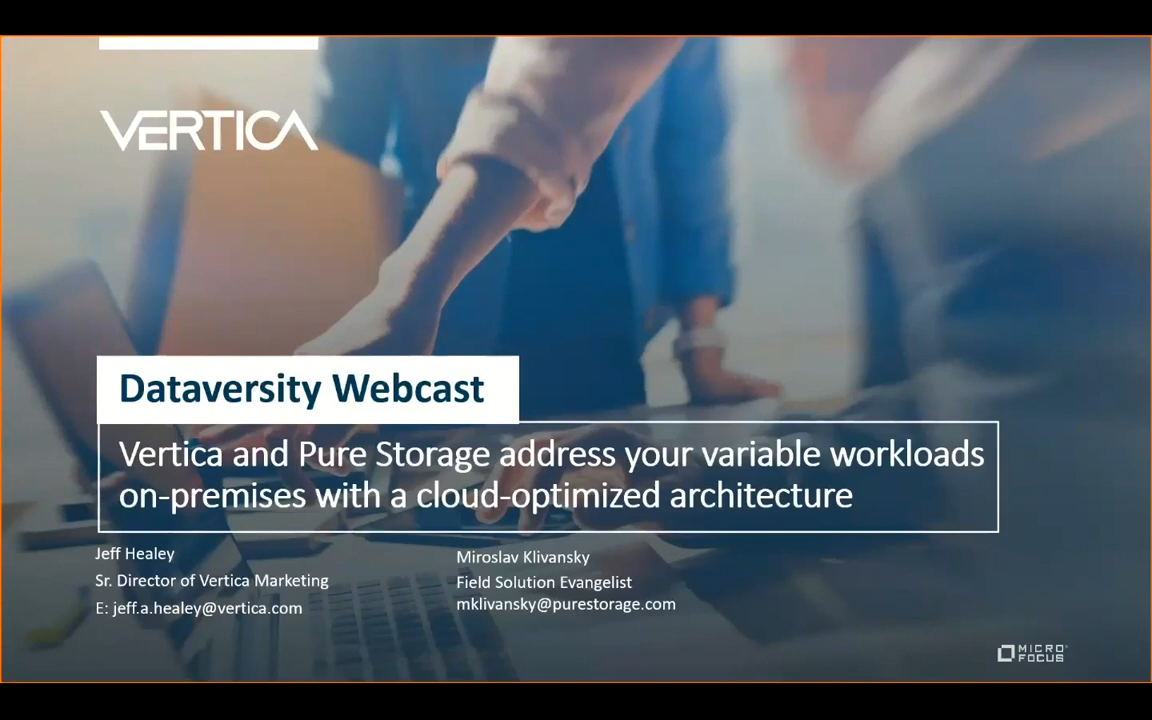 VERTICA
Dataversity Webcast
Vertica and Pure Storage address your variable workloads
on-premises with a cloud-optimized architecture
Jeff Healey
Sr. Director of Vertica Marketing
E: jeff.a.healey@vertica.com
Miroslav Klivansky
Field Solution Evangelist
mklivansky@purestorage.com
MICRO
FOCUS